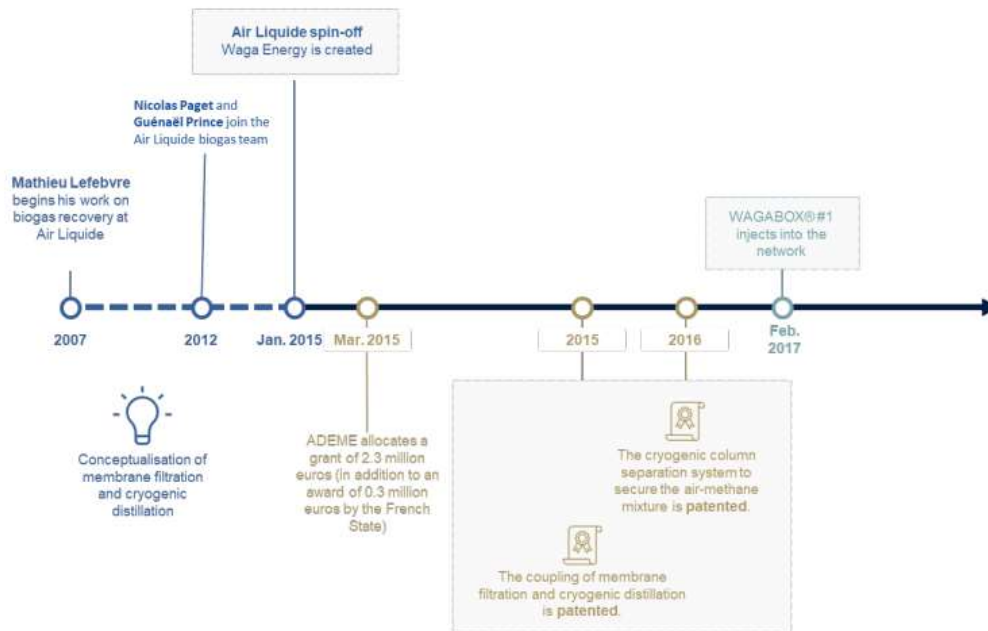 Air Liquide spin-off
Waga Energy is created
Nicolas Paget and
Guénaël Prince join the
Air Liquide biogas team
Mathieu Lefebvre
begins his work on
biogas recovery at
Air Liquide
WAGABOX® #1
injects into the
network
2007
2012
Jan. 2015
Mar. 2015
2015
2016
Feb.
2017
Conceptualisation of
membrane filtration
and cryogenic
distillation
ADEME allocates a
grant of 2.3 million
euros (in addition to an
award of 0.3 million
euros by the French
State)
The cryogenic column
separation system to
secure the air-methane
mixture is patented.
The coupling of membrane
filtration and cryogenic distillation
is patented.